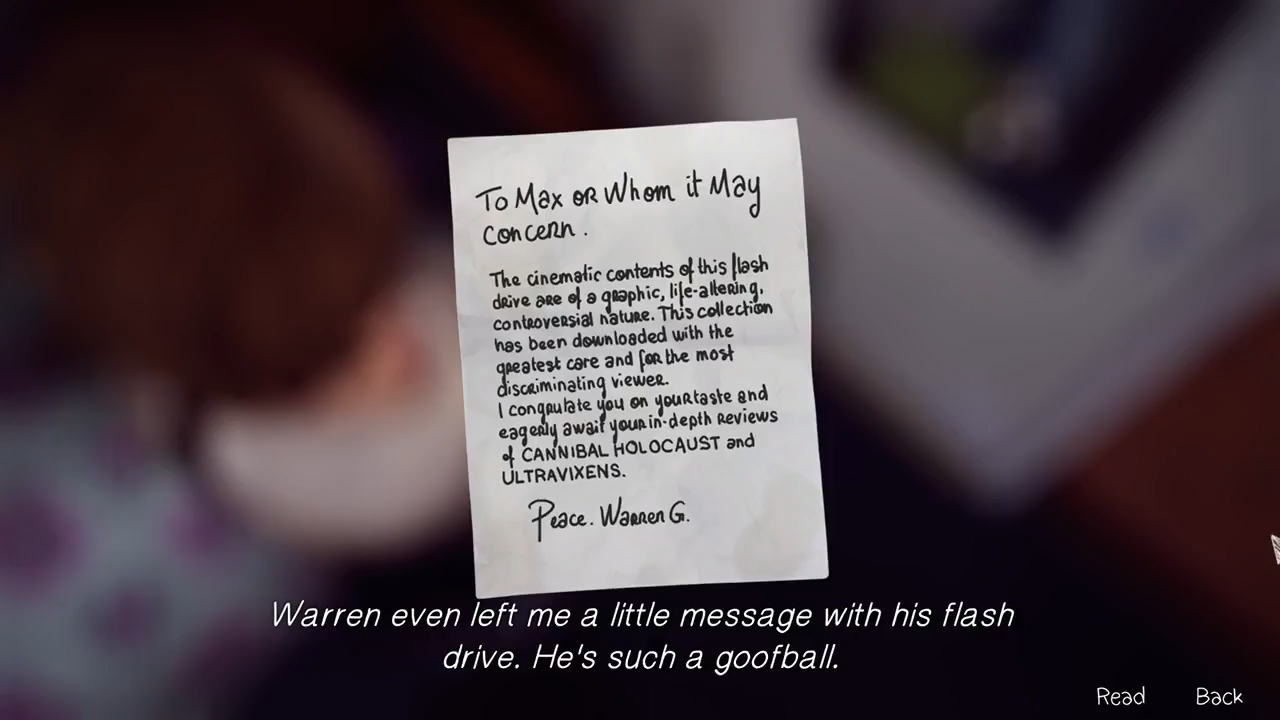 To Max or Whom it May
Concern.
The cinematic contents of this flash
drive are of a graphic, life-altering,
controversial nature. This collection
has been downloaded with the
greatest care and for the most
discriminating viewer.
I congrulate you on your taste and
eagerly await your in-depth reviews
of CANNIBAL HOLOCAUST and
ULTRAVIXENS.
Peace. Warren G.
Warren even left me a little message with his flash
drive. He's such a goofball.
Read Back